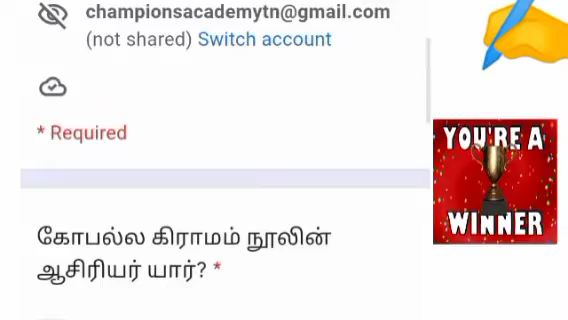 championsacademytn@gmail.com
(not shared) Switch account
* Required
கோபல்ல கிராமம் நூலின்
ஆசிரியர் யார்? *
YOU'RE A
WINNER